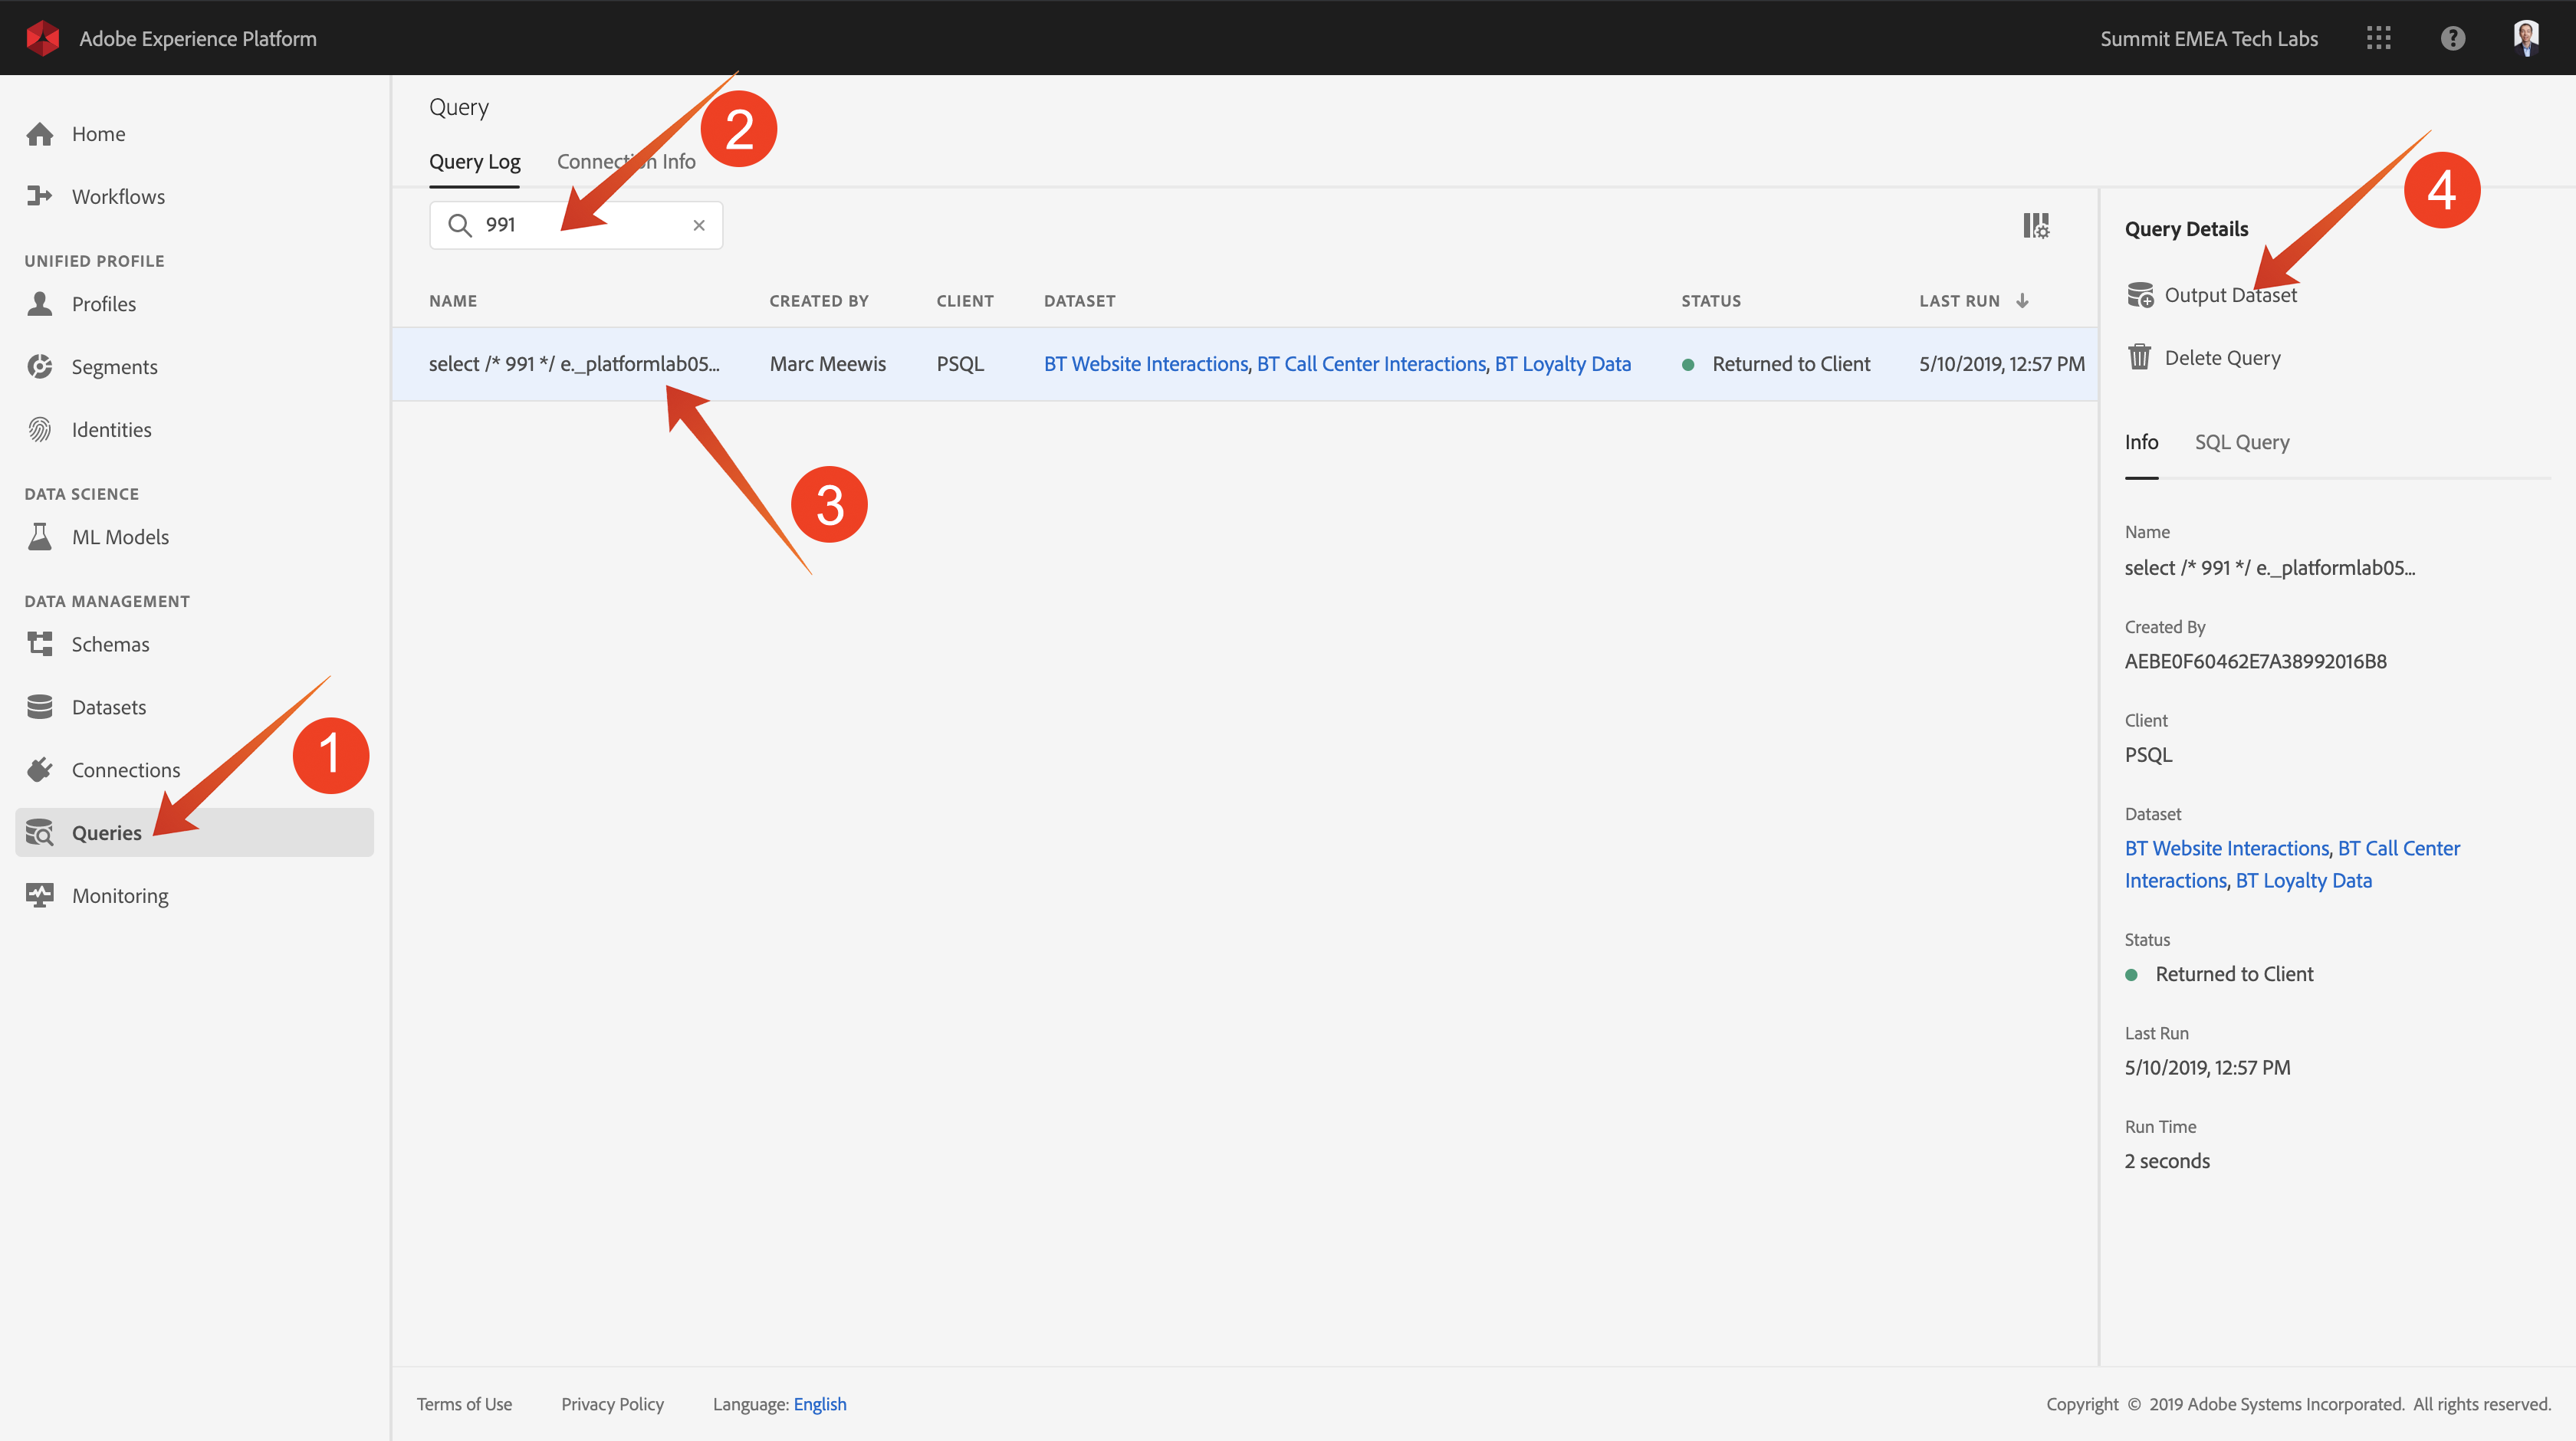 Adobe Experience Platform
Summit EMEA Tech Labs
?
Home
Workflows
UNIFIED PROFILE
Profiles
Segments
Identities
DATA SCIENCE
ML Models
DATA MANAGEMENT
Schemas
Datasets
Connections
Queries
Monitoring
1
Query
Query Log
Connection Info
2
991
NAME
CREATED BY
CLIENT
DATASET
STATUS
LAST RUN
select /* 991 */ e._platformlab05...
Marc Meewis
PSQL
BT Website Interactions, BT Call Center Interactions, BT Loyalty Data
Returned to Client
5/10/2019, 12:57 PM
3
4
Query Details
Output Dataset
Delete Query
Info
SQL Query
Name
select /* 991 */ e._platformlab05...
Created By
AEBE0F60462E7A38992016B8
Client
PSQL
Dataset
BT Website Interactions, BT Call Center
Interactions, BT Loyalty Data
Status
Returned to Client
Last Run
5/10/2019, 12:57 PM
Run Time
2 seconds
Terms of Use
Privacy Policy
Language: English
Copyright © 2019 Adobe Systems Incorporated. All rights reserved.